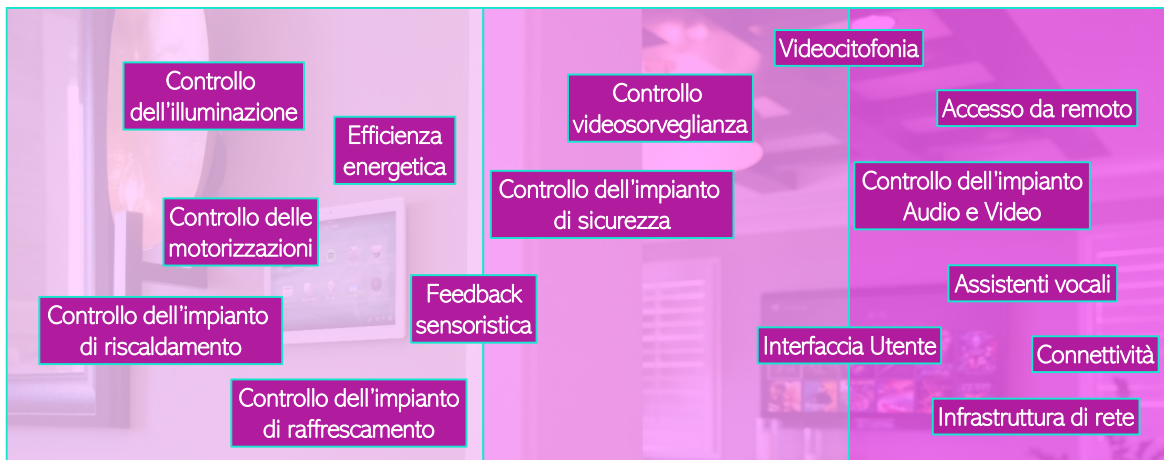 Videocitofonia
Controllo
dell'illuminazione
Controllo
videosorveglianza
Accesso da remoto
Efficienza
energetica
Controllo dell'impianto
di sicurezza
Controllo dell'impianto
Audio e Video
Controllo delle
motorizzazioni
Feedback
sensoristica
Assistenti vocali
Controllo dell'impianto
di riscaldamento
Interfaccia Utente
Connettività
Controllo dell'impianto
di raffrescamento
Infrastruttura di rete